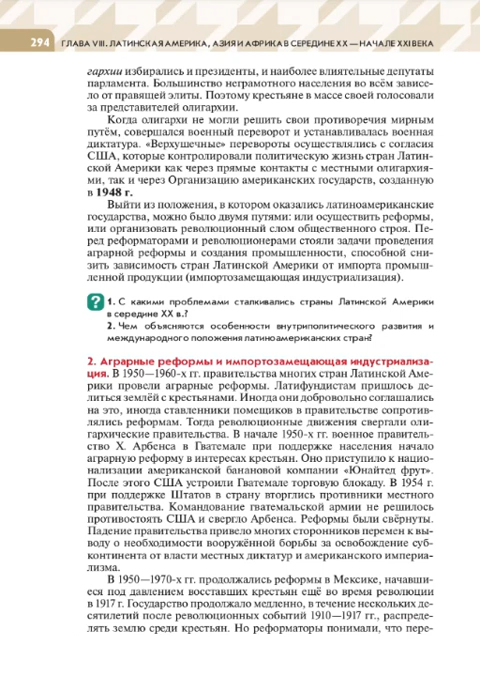 294 ГЛАВА VIII. ЛАТИНСКАЯ АМЕРИКА, АЗИЯ И АФРИКА В СЕРЕДИНЕ XX — НАЧАЛЕ XXI ВЕКА
гархии избирались и президенты, и наиболее влиятельные депутаты
парламента. Большинство неграмотного населения во всём зависе-
ло от правящей элиты. Поэтому крестьяне в массе своей голосовали
за представителей олигархии.
Когда олигархи не могли решить свои противоречия мирным
путём, совершался военный переворот и устанавливалась военная
диктатура. «Верхушечные» перевороты осуществлялись с согласия
США, которые контролировали политическую жизнь стран Латин-
ской Америки как через прямые контакты с местными олигархия-
ми, так и через Организацию американских государств, созданную
в 1948 г.
Выйти из положения, в котором оказались латиноамериканские
государства, можно было двумя путями: или осуществить реформы,
или организовать революционный слом общественного строя. Пе-
ред реформаторами и революционерами стояли задачи проведения
аграрной реформы и создания промышленности, способной сни-
зить зависимость стран Латинской Америки от импорта промыш-
ленной продукции (импортозамещающая индустриализация).
? 1. С какими проблемами сталкивались страны Латинской Америки
в середине XX в.?
2. Чем объясняются особенности внутриполитического развития и
международного положения латиноамериканских стран?
2. Аграрные реформы и импортозамещающая индустриализа-
ция. В 1950—1960-х гг. правительства многих стран Латинской Аме-
рики провели аграрные реформы. Латифундистам пришлось де-
литься землёй с крестьянами. Иногда они добровольно соглашались
на это, иногда ставленники помещиков в правительстве сопротив-
лялись реформам. Тогда революционные движения свергали оли-
гархические правительства. В начале 1950-х гг. военное правитель-
ство Х. Арбенса в Гватемале при поддержке населения начало
аграрную реформу в интересах крестьян. Оно приступило к нацио-
нализации американской банановой компании «Юнайтед фрут».
После этого США устроили Гватемале торговую блокаду. В 1954 г.
при поддержке Штатов в страну вторглись противники местного
правительства. Командование гватемальской армии не решилось
противостоять США и свергло Арбенса. Реформы были свёрнуты.
Падение правительства привело многих сторонников перемен к вы-
воду о необходимости вооружённой борьбы за освобождение суб-
континента от власти местных диктатур и американского империа-
лизма.
В 1950—1970-х гг. продолжались реформы в Мексике, начавши-
еся под давлением восставших крестьян ещё во время революции
в 1917 г. Государство продолжало медленно, в течение нескольких де-
сятилетий после революционных событий 1910—1917 гг., распреде-
лять землю среди крестьян. Но реформаторы понимали, что пере-